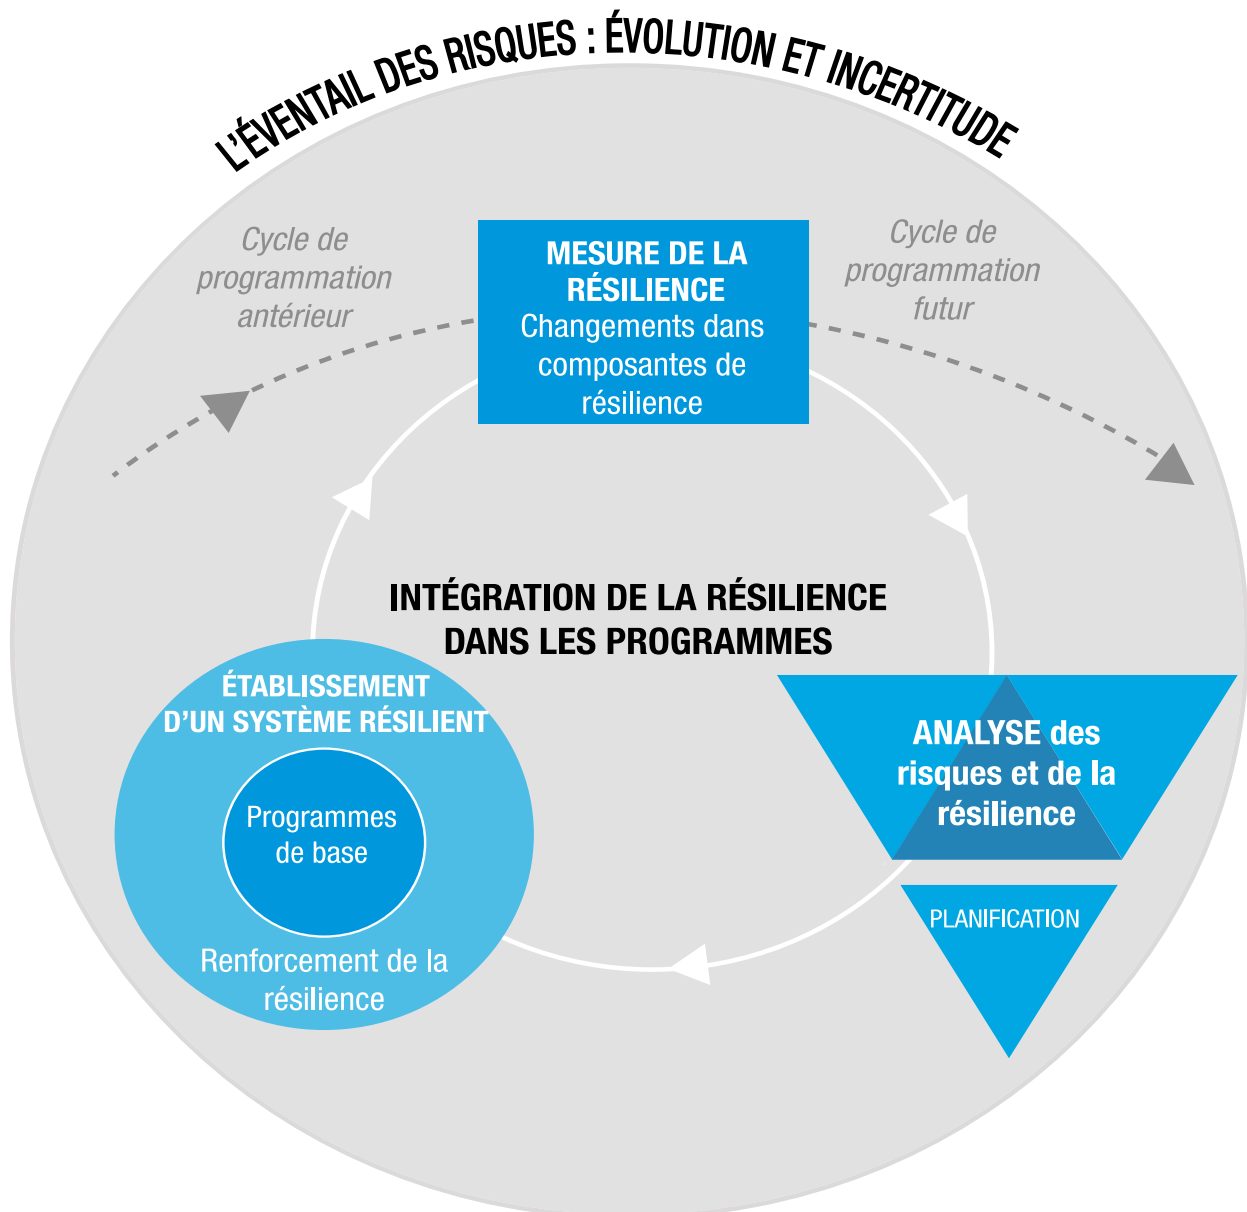 L'ÉVENTAIL DES RISQUES : ÉVOLUTION ET INCERTITUDE
Cycle de
programmation
antérieur
MESURE DE LA
RÉSILIENCE
Changements dans
composantes de
résilience
Cycle de
programmation
futur
INTÉGRATION DE LA RÉSILIENCE
DANS LES PROGRAMMES
ÉTABLISSEMENT
D'UN SYSTÈME RÉSILIENT
Programmes
de base
Renforcement de la
résilience
ANALYSE des
risques et de la
résilience
PLANIFICATION